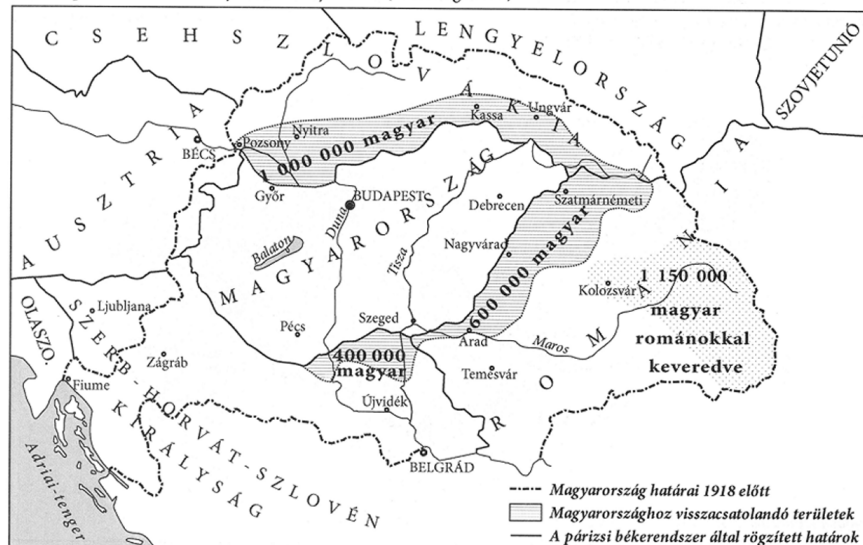 CSEHSZLOVÁKIA
LENGYELORSZÁG
SZOVJETUNIÓ
AUSZTRIA
BÉCS
Pozsony
Nyitra
Kassa
Ungvár
1 000 000 magyar
Győr
BUDAPEST
Duna
MAGYARORSZÁG
Balaton
Tisza
Debrecen
Szatmárnémeti
Nagyvárad
600 000 magyar
ROMÁNIA
Kolozsvár
1 150 000
magyar
románokkal
keveredve
OLASZO.
Ljubljana
SZERB-HORVÁT-SZLOVÉN
KIRÁLYSÁG
Zágráb
Pécs
Szeged
Arad
Maros
400 000
magyar
Temesvár
Fiume
Újvidék
BELGRÁD
Adriai-tenger
Magyarország határai 1918 előtt
Magyarországhoz visszacsatolandó területek
A párizsi békerendszer által rögzített határok